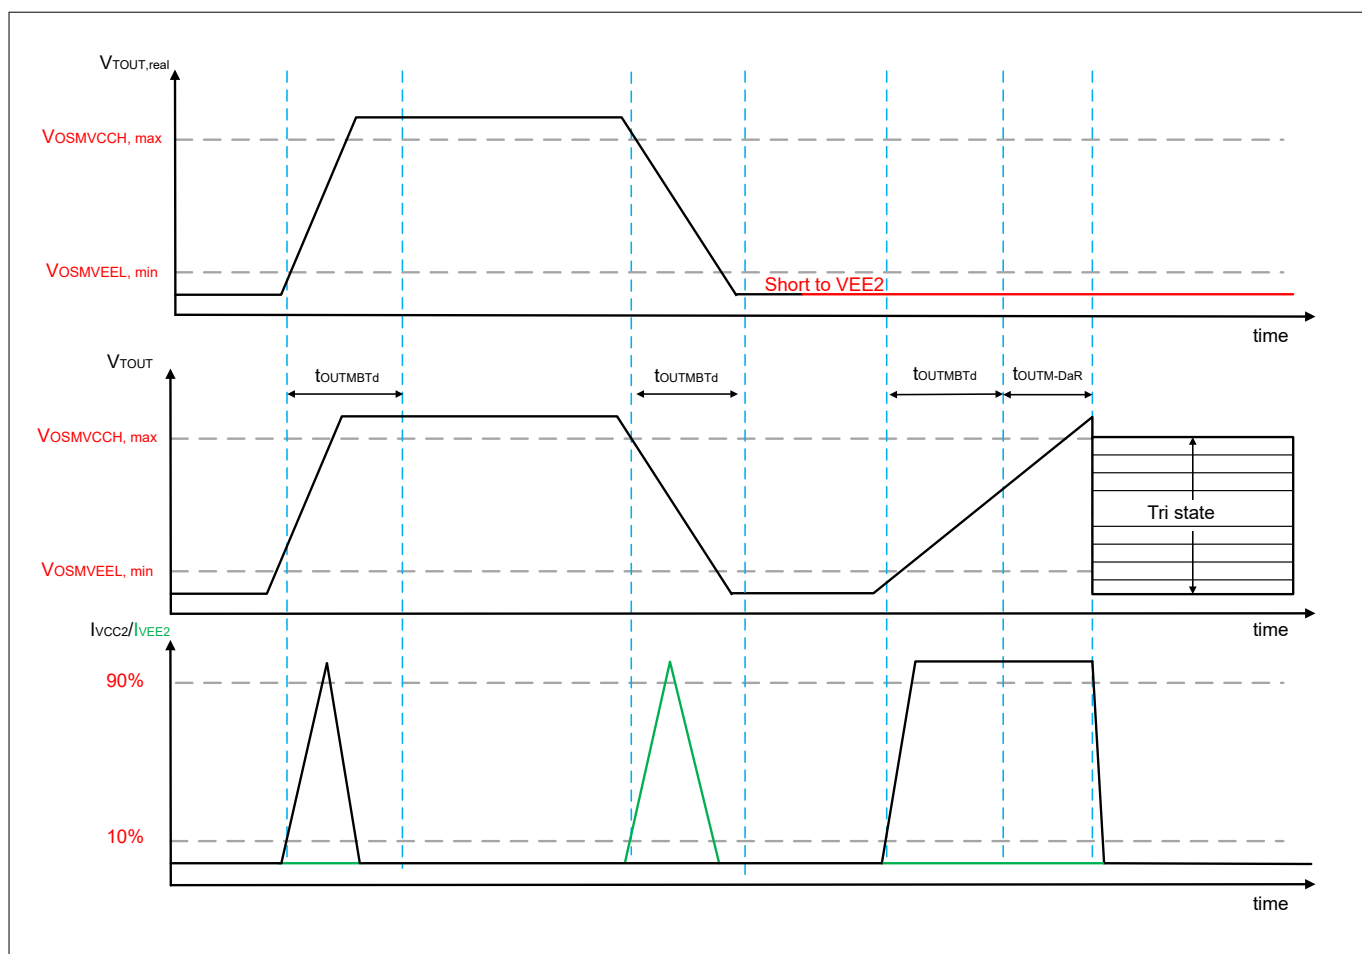 VTOUT,real
VOSMVCCH, max
VOSMVEEL, min
Short to VEE2
time
VTOUT
tOUTMBTd
tOUTMBTd
tOUTMBTd
tOUTM-DaR
VOSMVCCH, max
Tri state
VOSMVEEL, min
time
IVCC2/IVEE2
90%
10%
time